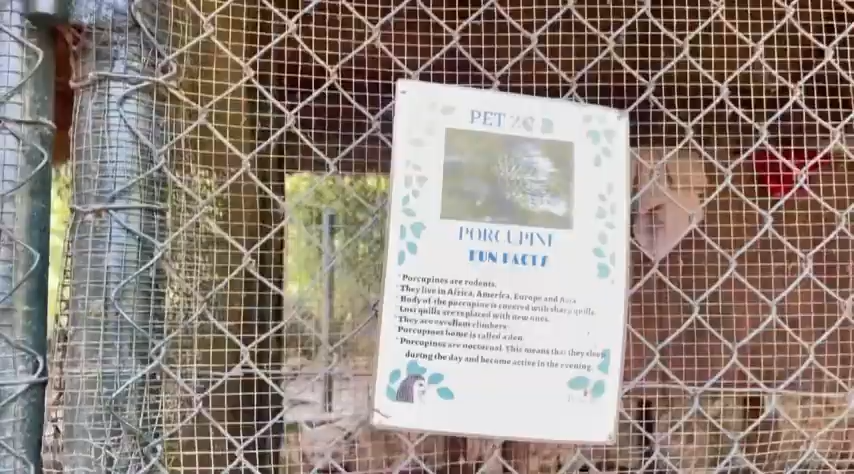 PET ZOO
PORCUPINE
FUN FACTS
*Porcupines are rodents.
*They live in Africa, America, Europe and Asia
*Body of the porcupine is covered with sharp quills.
Lost quills are replaced with new ones.
*They are excellent climbers
Porcupines home is called a den.
*Porcupines are nocturnal. This means that they sleep
during the day and become active in the evening.